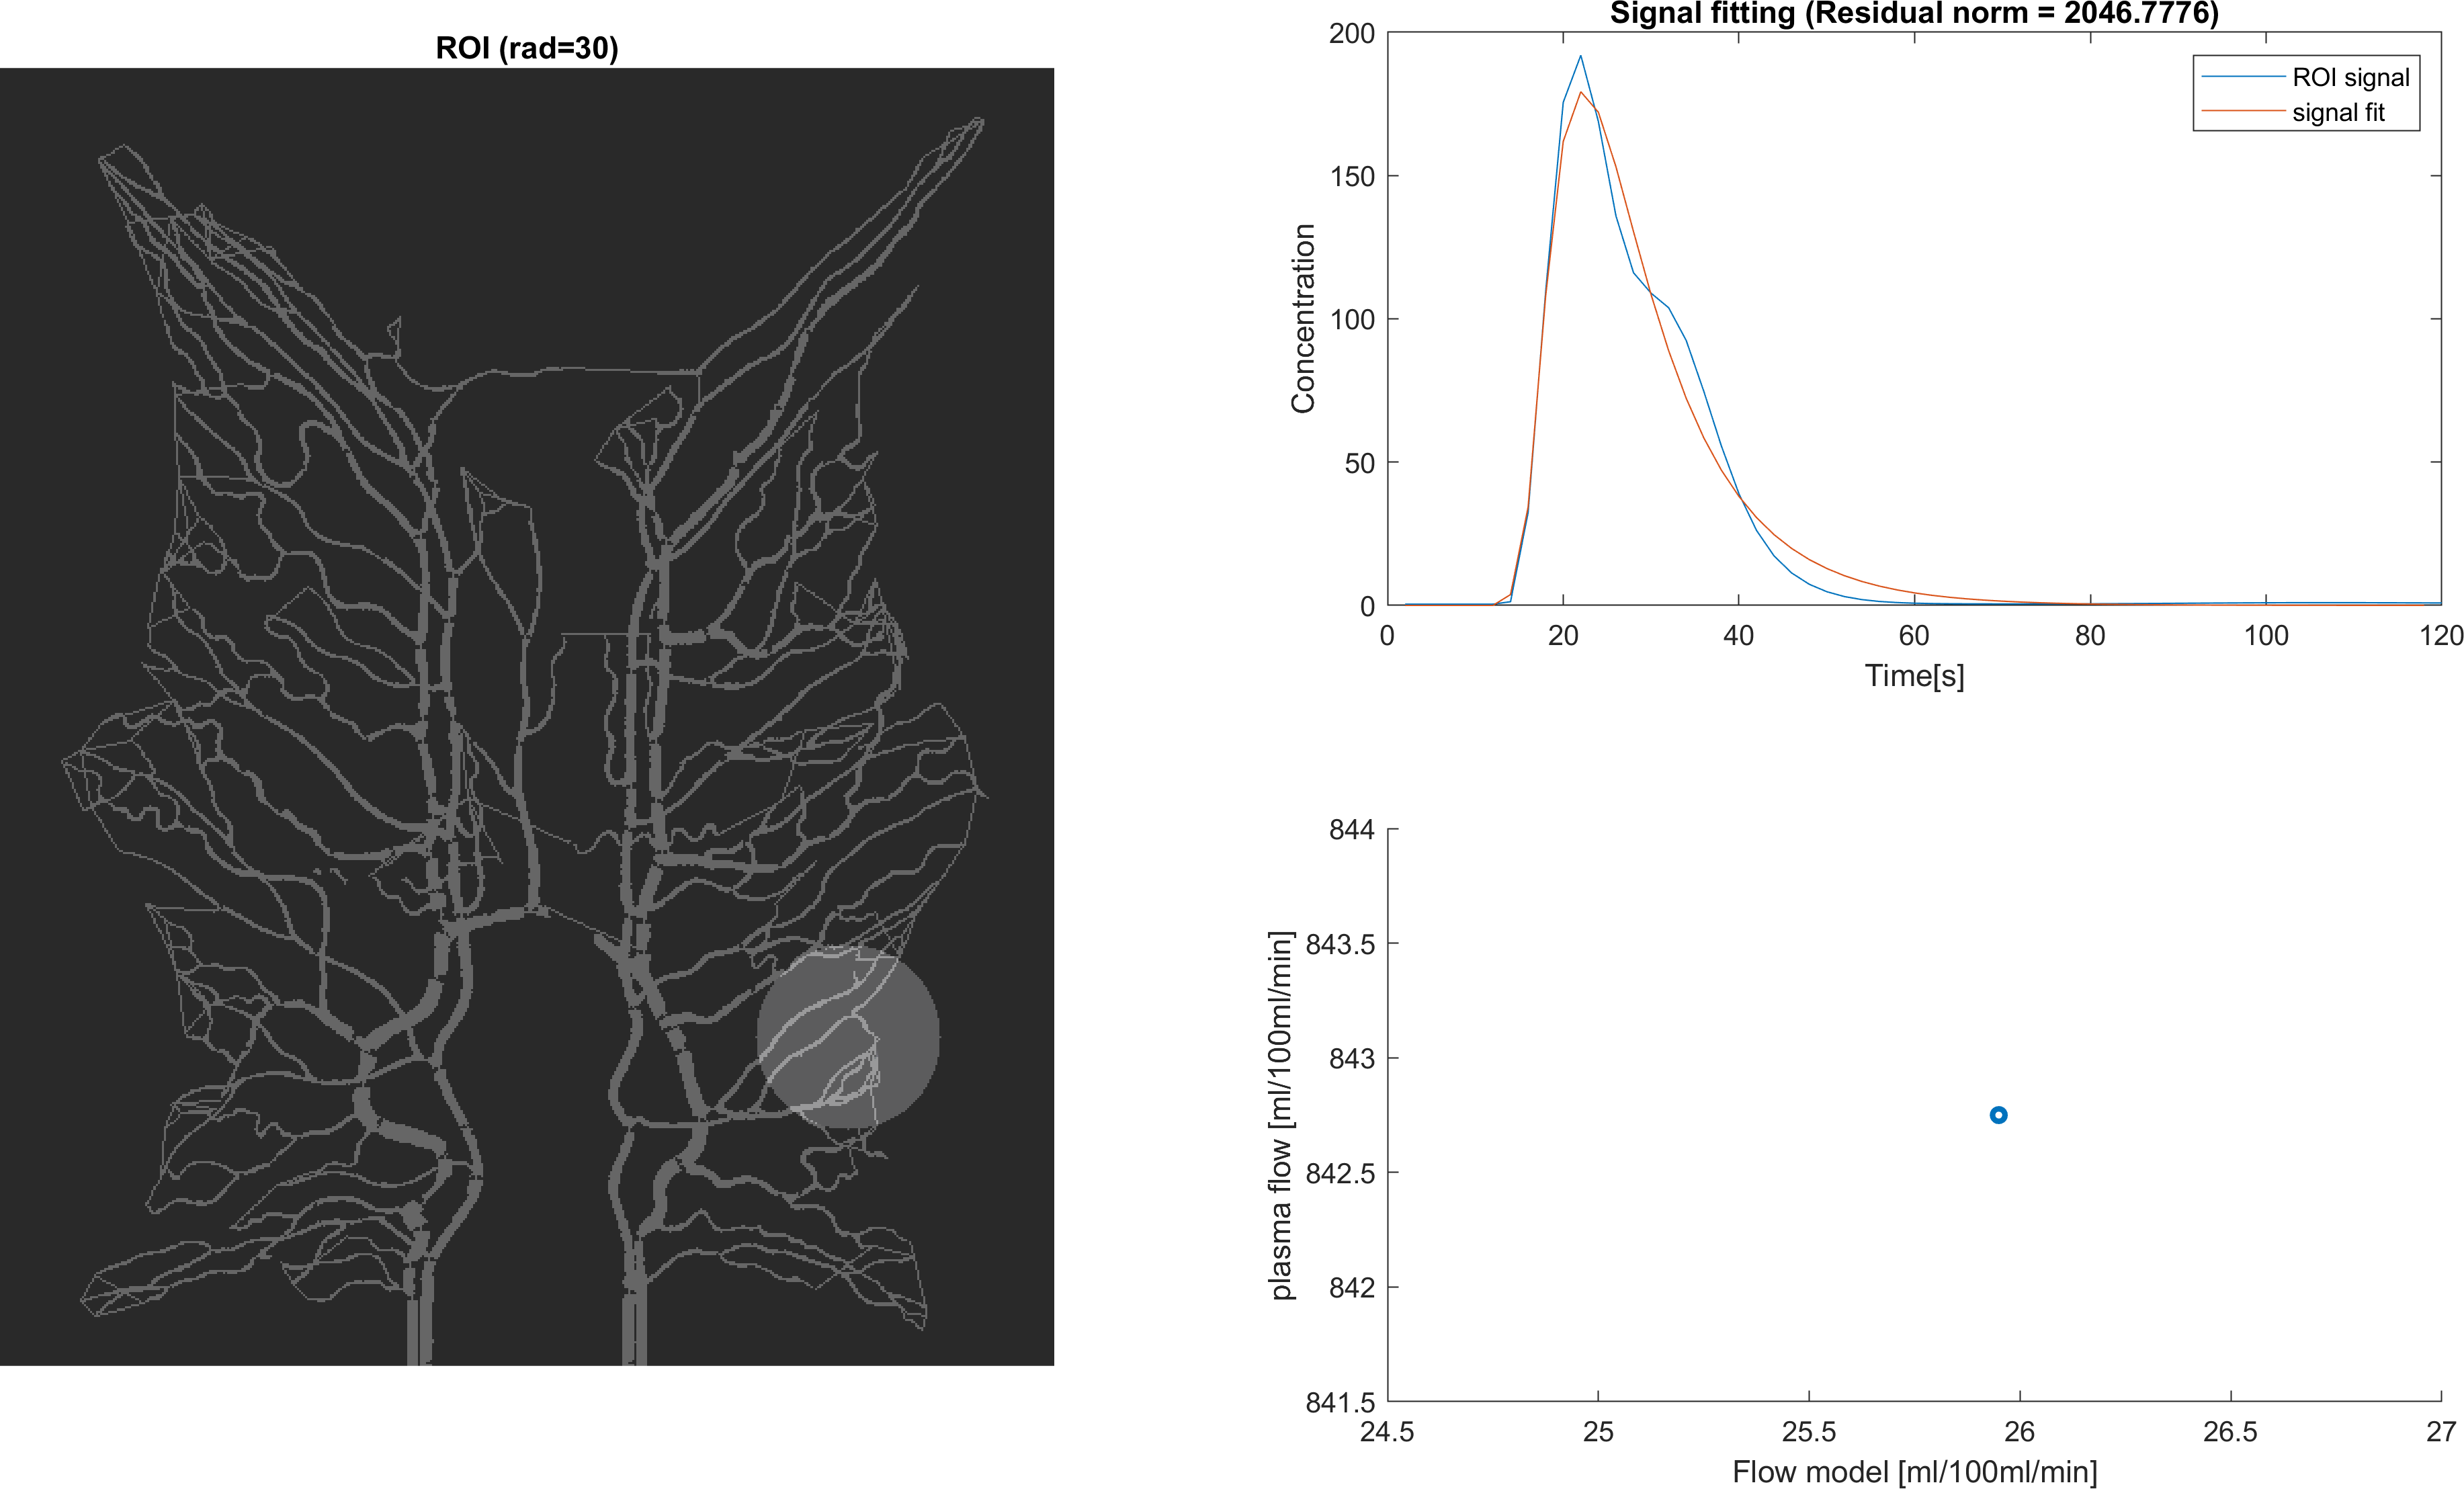 ROI (rad=30)
Signal fitting (Residual norm = 2046.7776)
200
150
100
50
0
Concentration
ROI signal
signal fit
0 20 40 60 80 100 120
Time[s]
844
843.5
843
842.5
842
841.5
plasma flow [ml/100ml/min]
24.5 25 25.5 26 26.5 27
Flow model [ml/100ml/min]